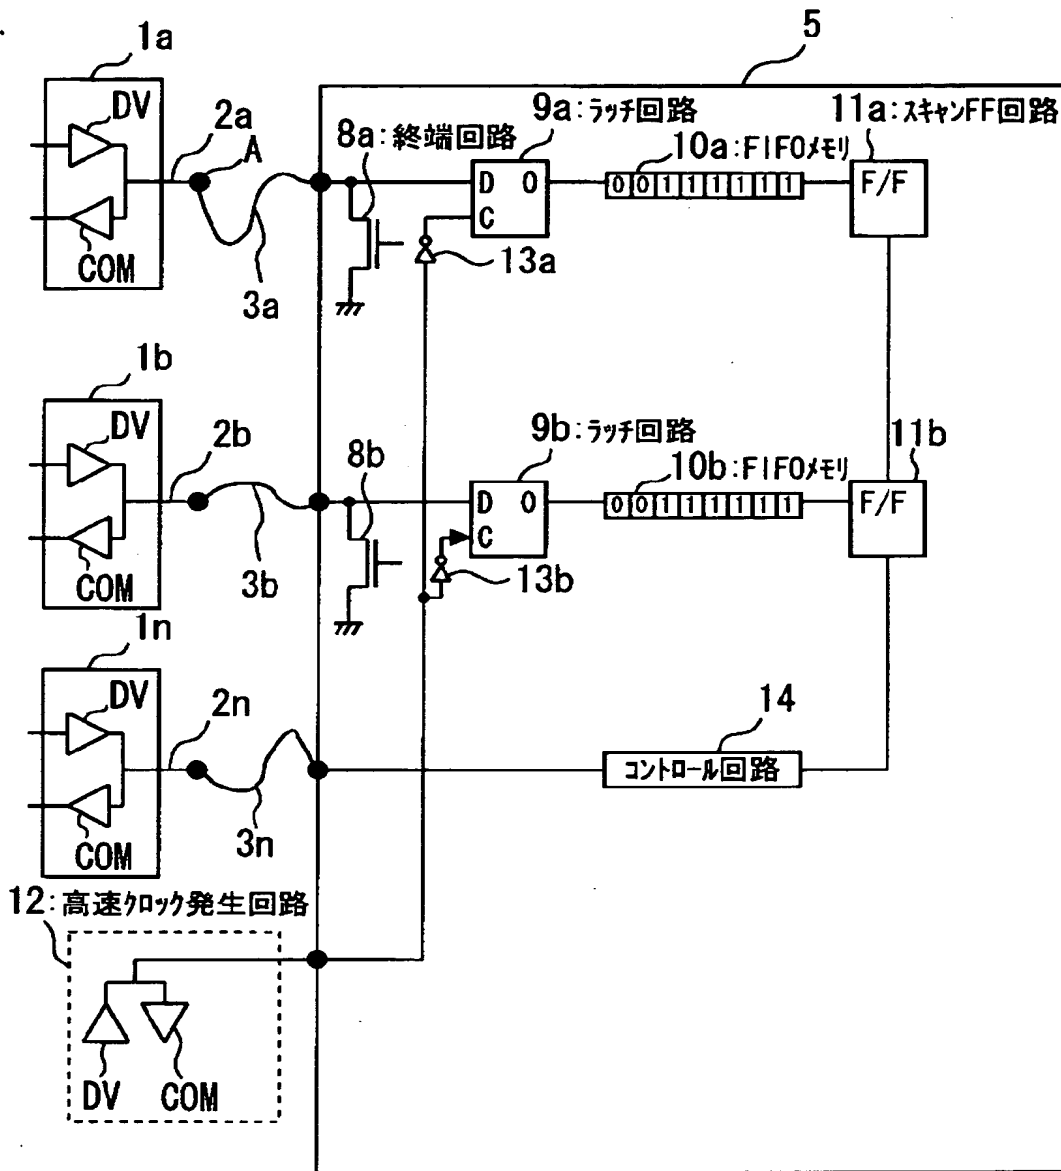 5
1a
DV
2a
A
COM
3a
8a:終端回路
9a:ラッチ回路
D O
C
13a
10a:FIFOメモリ
0 0 1 1 1 1 1 1
11a:スキャンFF回路
F/F
1b
DV
2b
COM
3b
8b
9b:ラッチ回路
D O
C
13b
10b:FIFOメモリ
0 0 1 1 1 1 1 1
11b
F/F
1n
DV
2n
COM
3n
14
コントロール回路
12:高速クロック発生回路
DV
COM